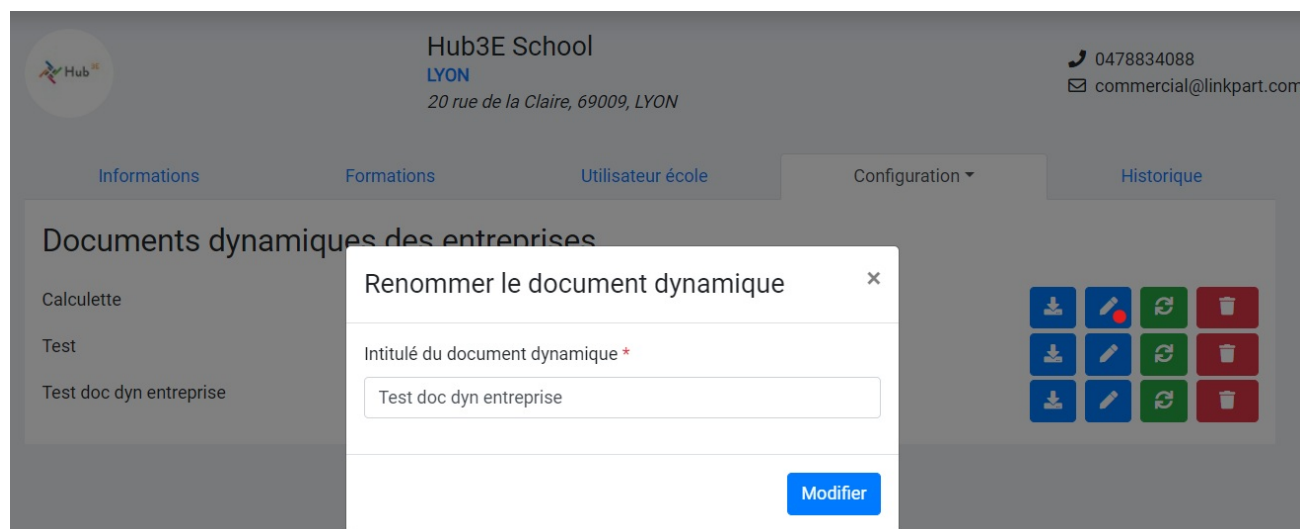 Hub3E
Hub3E School
LYON
20 rue de la Claire, 69009, LYON
0478834088
commercial@linkpart.com
Informations
Formations
Utilisateur école
Configuration
Historique
Documents dynamiques des entreprises
Renommer le document dynamique
×
Calculette
Test
Test doc dyn entreprise
Intitulé du document dynamique *
Test doc dyn entreprise
Modifier